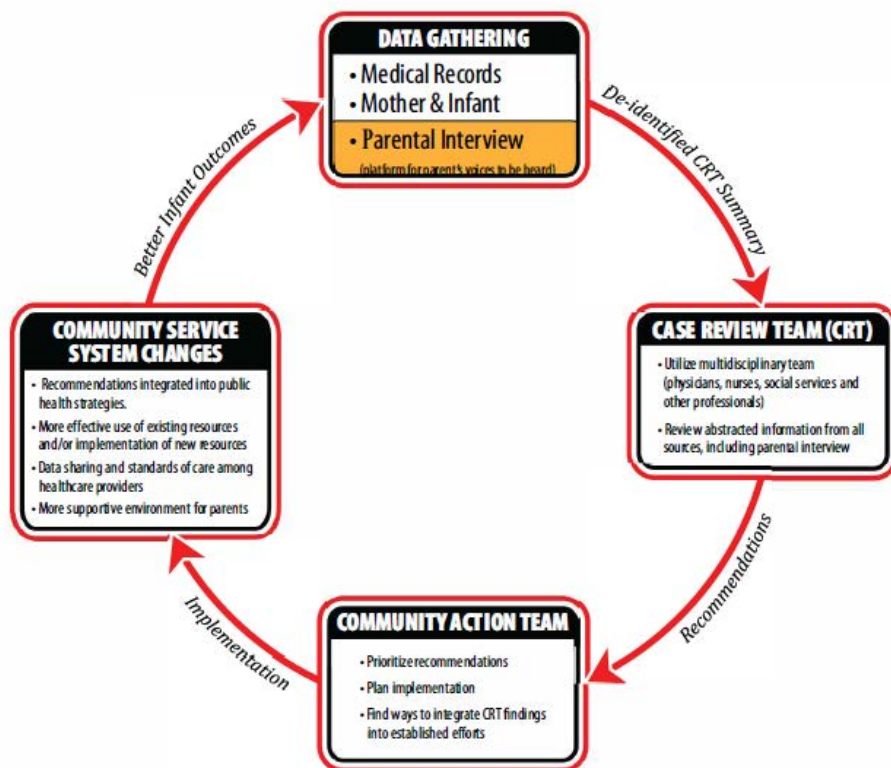 DATA GATHERING
• Medical Records
• Mother & Infant
• Parental Interview
(platform for parent's voices to be heard)
De-identified CRT Summary
CASE REVIEW TEAM (CRT)
• Utilize multidisciplinary team
(physicians, nurses, social services and
other professionals)
• Review abstracted information from all
sources, including parental interview
Recommendations
COMMUNITY ACTION TEAM
• Prioritize recommendations
• Plan implementation
• Find ways to integrate CRT findings
into established efforts
Implementation
COMMUNITY SERVICE
SYSTEM CHANGES
• Recommendations integrated into public
health strategies.
• More effective use of existing resources
and/or implementation of new resources
• Data sharing and standards of care among
healthcare providers
• More supportive environment for parents
Better Infant Outcomes